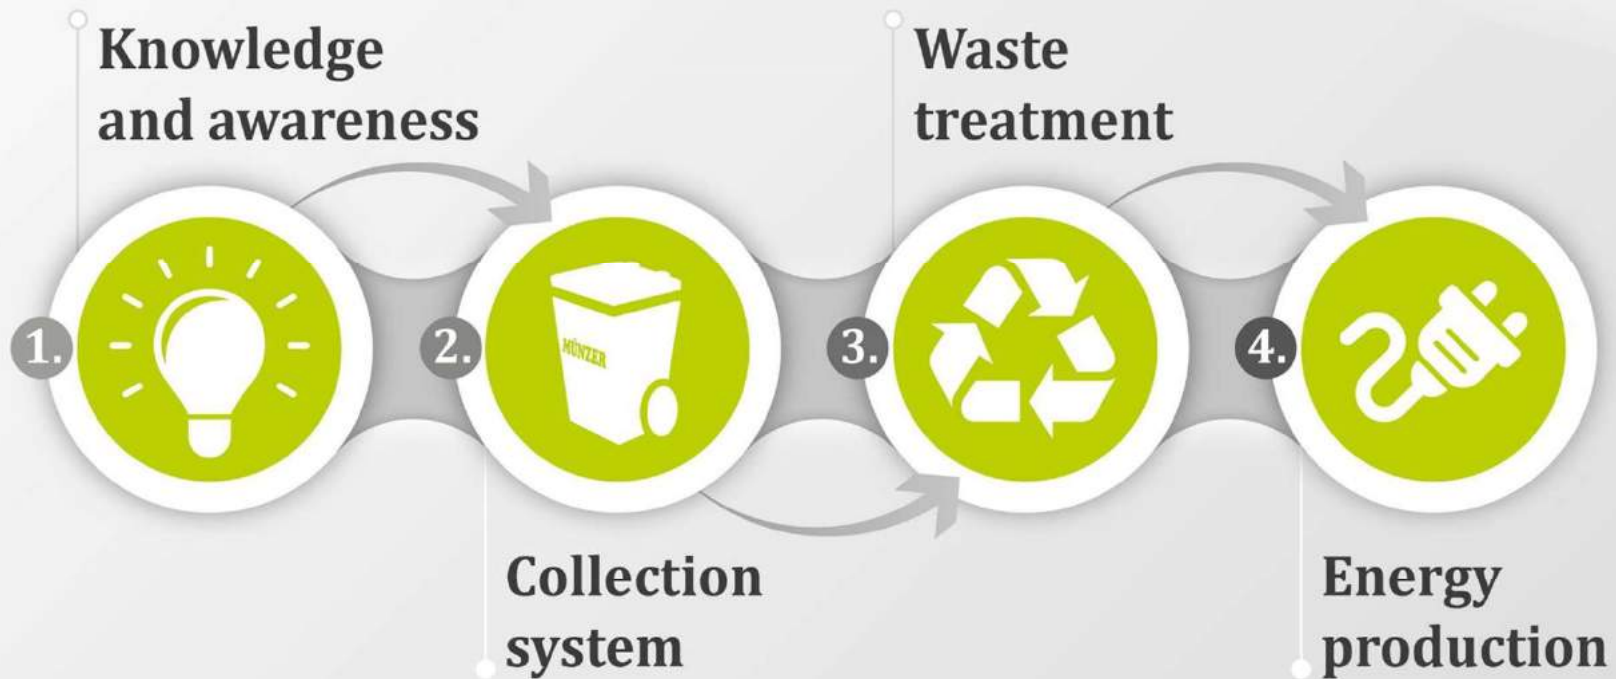 Knowledge
and awareness
Waste
treatment
1.
2.
MÜNZER
3.
4.
Collection
system
Energy
production